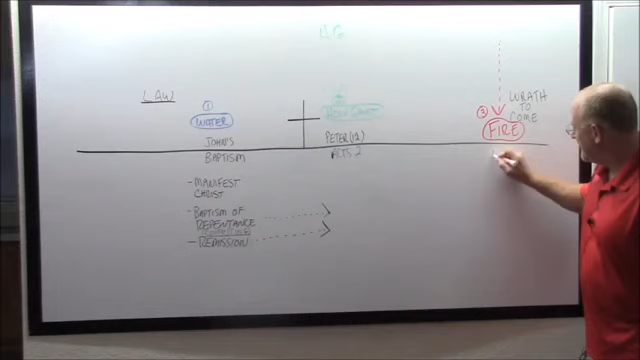 N.G
LAW
1
WATER
JOHN'S
BAPTISM
PETER (12)
ACTS 2
3
FIRE
WRATH
TO
COME
- MANIFEST
CHRIST
- BAPTISM OF
REPENTANCE
- REMISSION